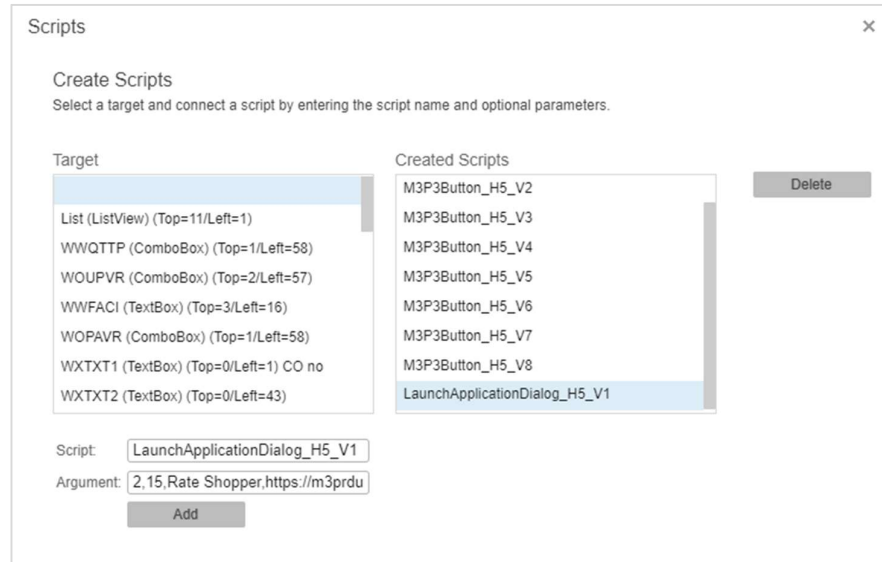 Scripts ×
Create Scripts
Select a target and connect a script by entering the script name and optional parameters.
Target
List (ListView) (Top=11/Left=1)
WWQTTP (ComboBox) (Top=1/Left=58)
WOUPVR (ComboBox) (Top=2/Left=57)
WWFACI (TextBox) (Top=3/Left=16)
WOPAVR (ComboBox) (Top=1/Left=58)
WXTXT1 (TextBox) (Top=0/Left=1) CO no
WXTXT2 (TextBox) (Top=0/Left=43)
Created Scripts
M3P3Button_H5_V2
M3P3Button_H5_V3
M3P3Button_H5_V4
M3P3Button_H5_V5
M3P3Button_H5_V6
M3P3Button_H5_V7
M3P3Button_H5_V8
LaunchApplicationDialog_H5_V1
Delete
Script: LaunchApplicationDialog_H5_V1
Argument: 2,15,Rate Shopper,https://m3prdu
Add